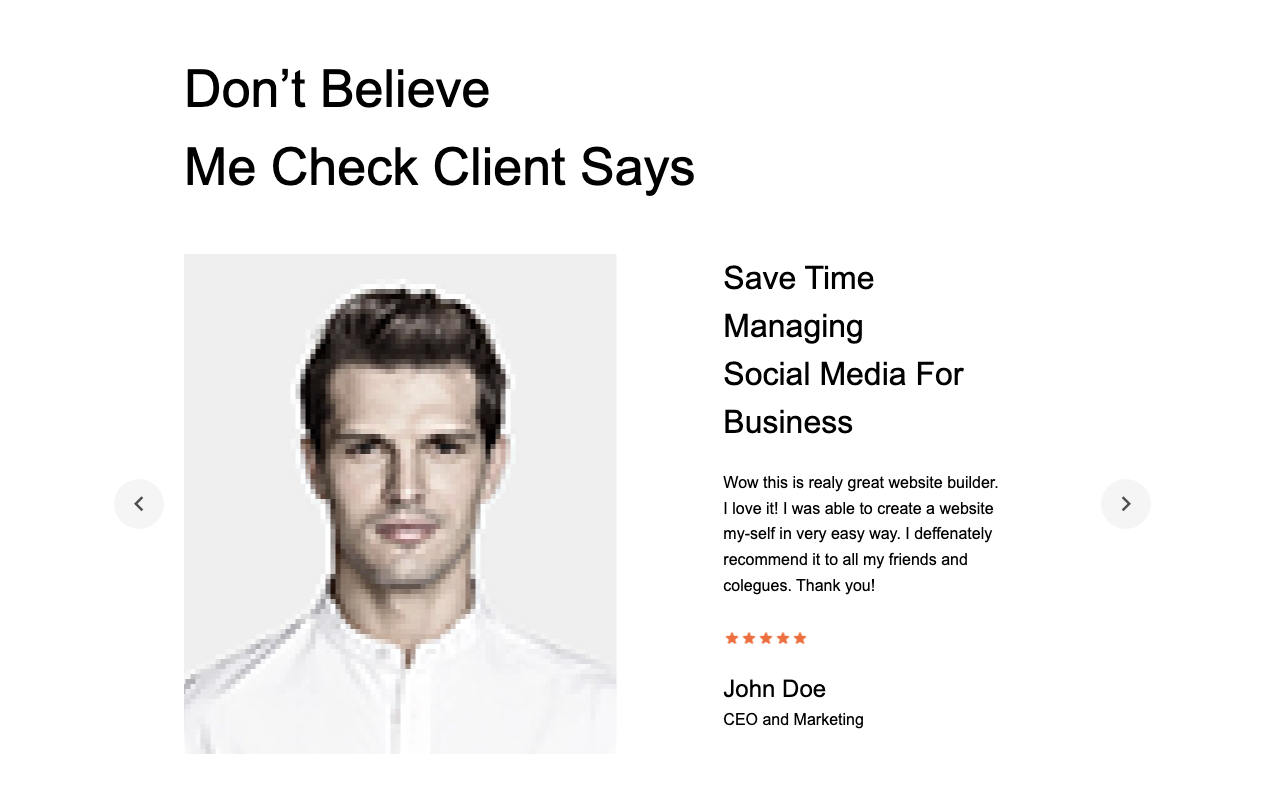 Don’t Believe
Me Check Client Says
Save Time
Managing
Social Media For
Business
Wow this is realy great website builder.
I love it! I was able to create a website
my-self in very easy way. I deffenately
recommend it to all my friends and
colegues. Thank you!
John Doe
CEO and Marketing